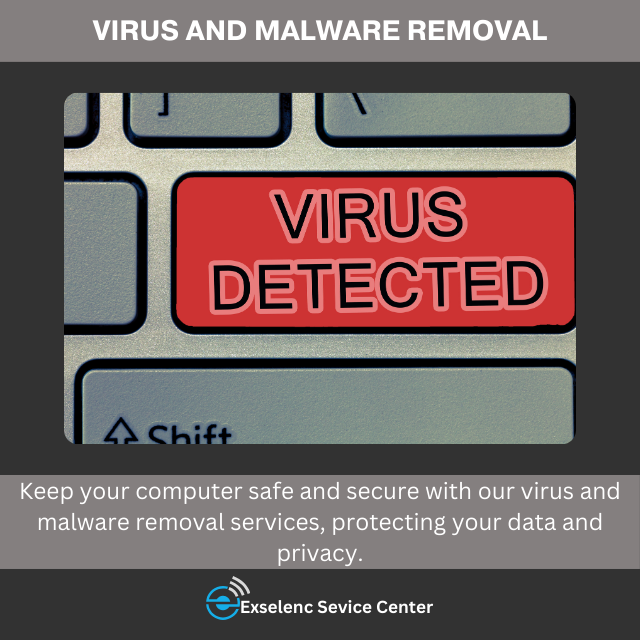 VIRUS AND MALWARE REMOVAL
]
\
VIRUS
DETECTED
Shift
Keep your computer safe and secure with our virus and
malware removal services, protecting your data and
privacy.
Exselenc Sevice Center